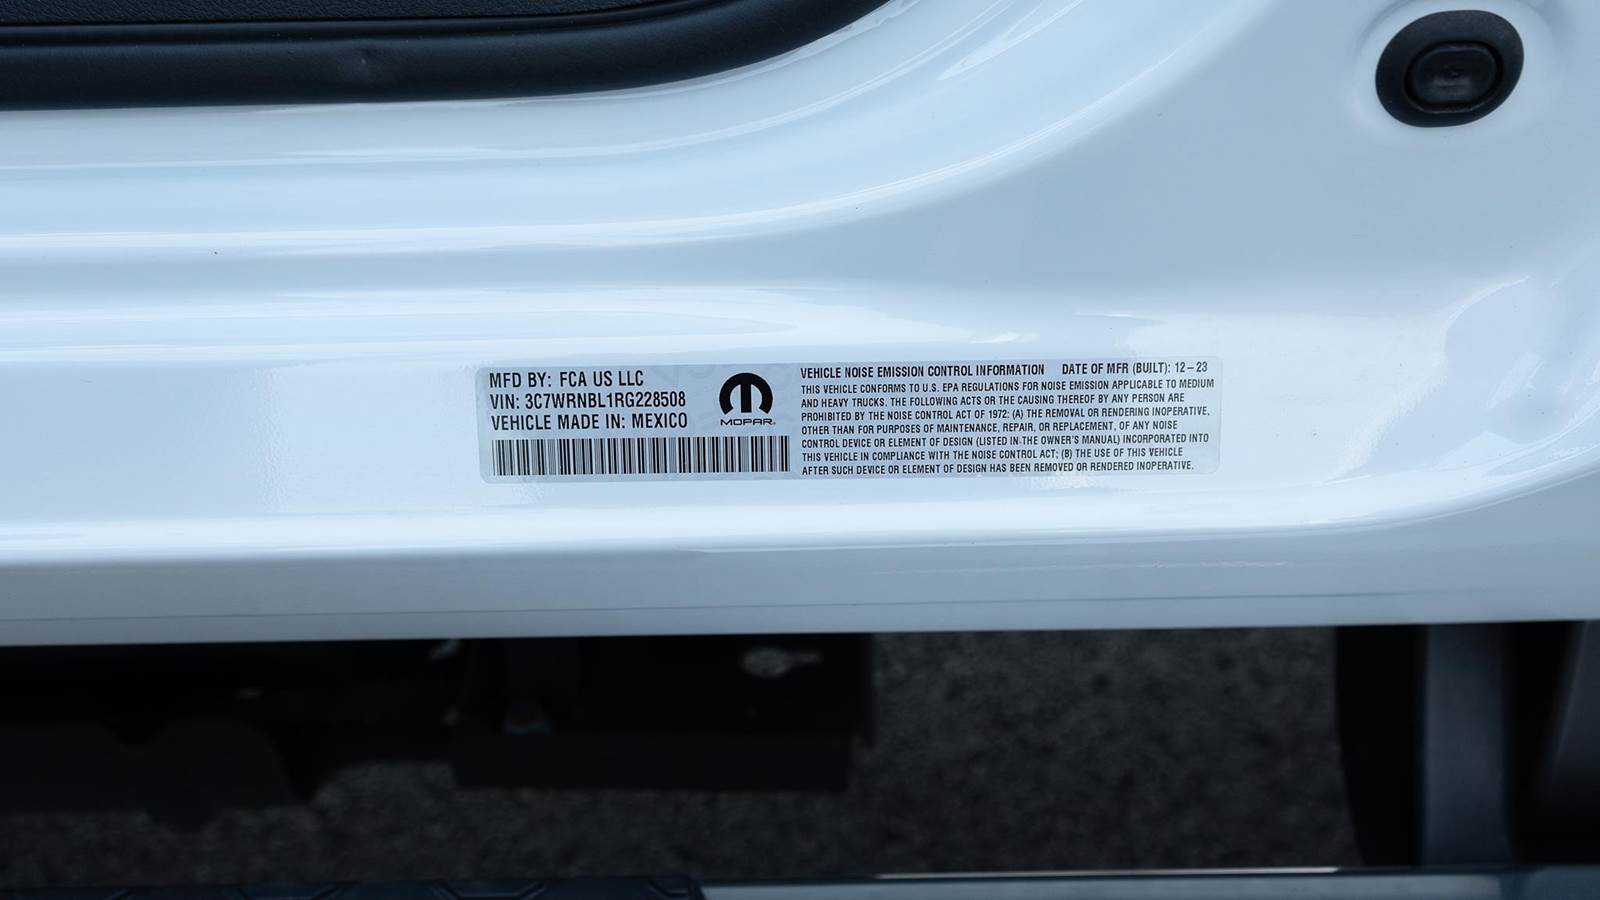 MFD BY: FCA US LLC
VIN: 3C7WRNBL1RG228508
VEHICLE MADE IN: MEXICO
MOPAR
VEHICLE NOISE EMISSION CONTROL INFORMATION DATE OF MFR (BUILT): 12-23
THIS VEHICLE CONFORMS TO U.S. EPA REGULATIONS FOR NOISE EMISSION APPLICABLE TO MEDIUM
AND HEAVY TRUCKS. THE FOLLOWING ACTS OR THE CAUSING THEREOF BY ANY PERSON ARE
PROHIBITED BY THE NOISE CONTROL ACT OF 1972: (A) THE REMOVAL OR RENDERING INOPERATIVE,
OTHER THAN FOR PURPOSES OF MAINTENANCE, REPAIR, OR REPLACEMENT, OF ANY NOISE
CONTROL DEVICE OR ELEMENT OF DESIGN (LISTED IN THE OWNER'S MANUAL) INCORPORATED INTO
THIS VEHICLE IN COMPLIANCE WITH THE NOISE CONTROL ACT; (B) THE USE OF THIS VEHICLE
AFTER SUCH DEVICE OR ELEMENT OF DESIGN HAS BEEN REMOVED OR RENDERED INOPERATIVE.